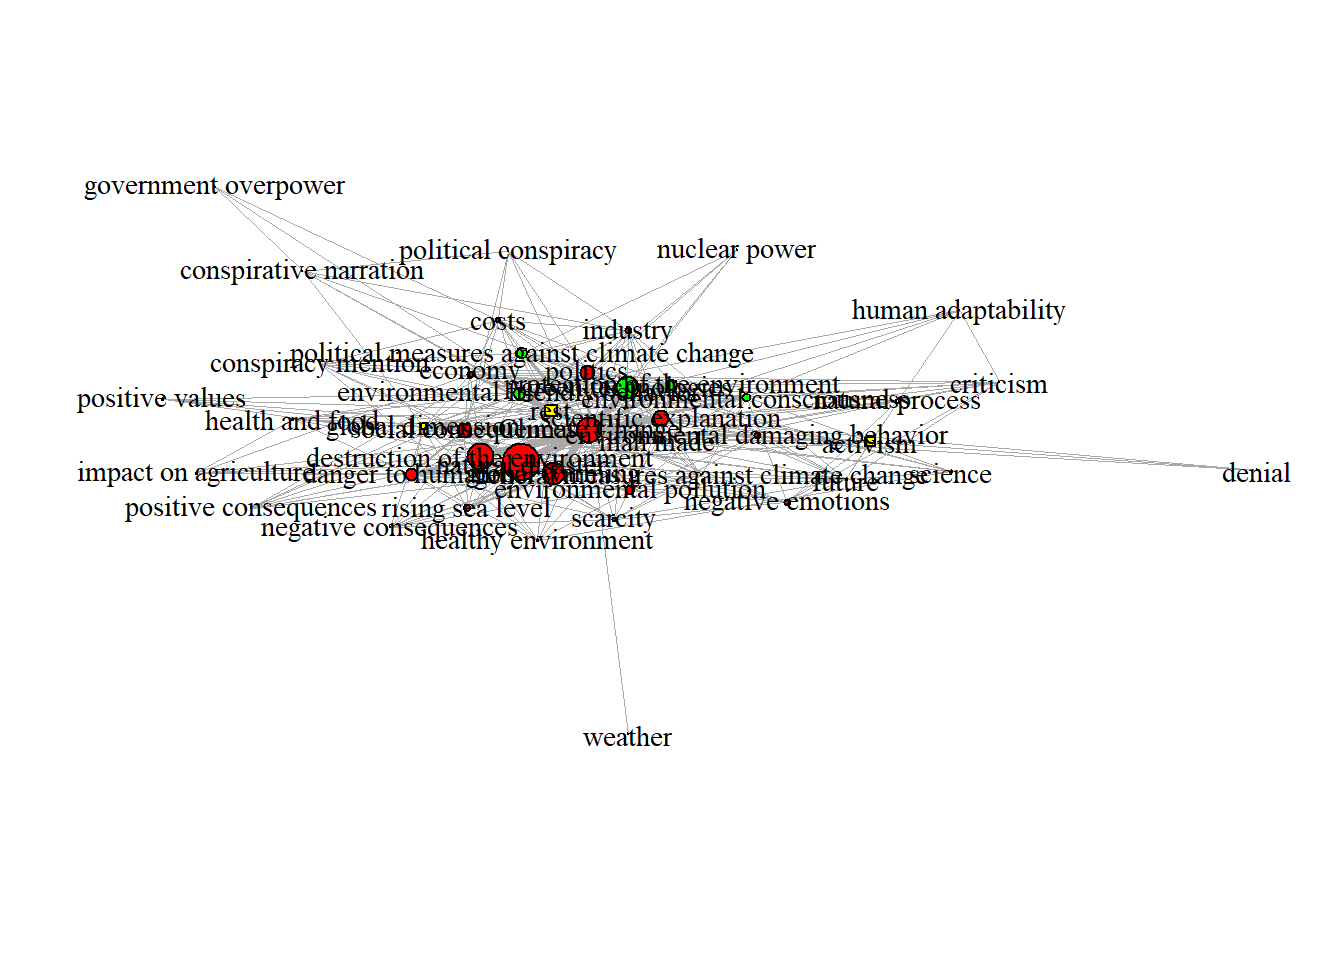 government overpower
political conspiracy
nuclear power
conspirative narration
human adaptability
costs
industry
political measures against climate change
conspiracy mention
economy
politics
criticism
protection of the environment
environmental friendly behavior
positive values
environmental consciousness
natural process
rest
health and food
scientific explanation
global dimension
social consequences
Climate change
environmental damaging behavior
man made
activism
destruction of the environment
impact on agriculture
danger to humanity
general measures against climate change
science
denial
future
environmental pollution
negative emotions
positive consequences
rising sea level
scarcity
negative consequences
healthy environment
weather